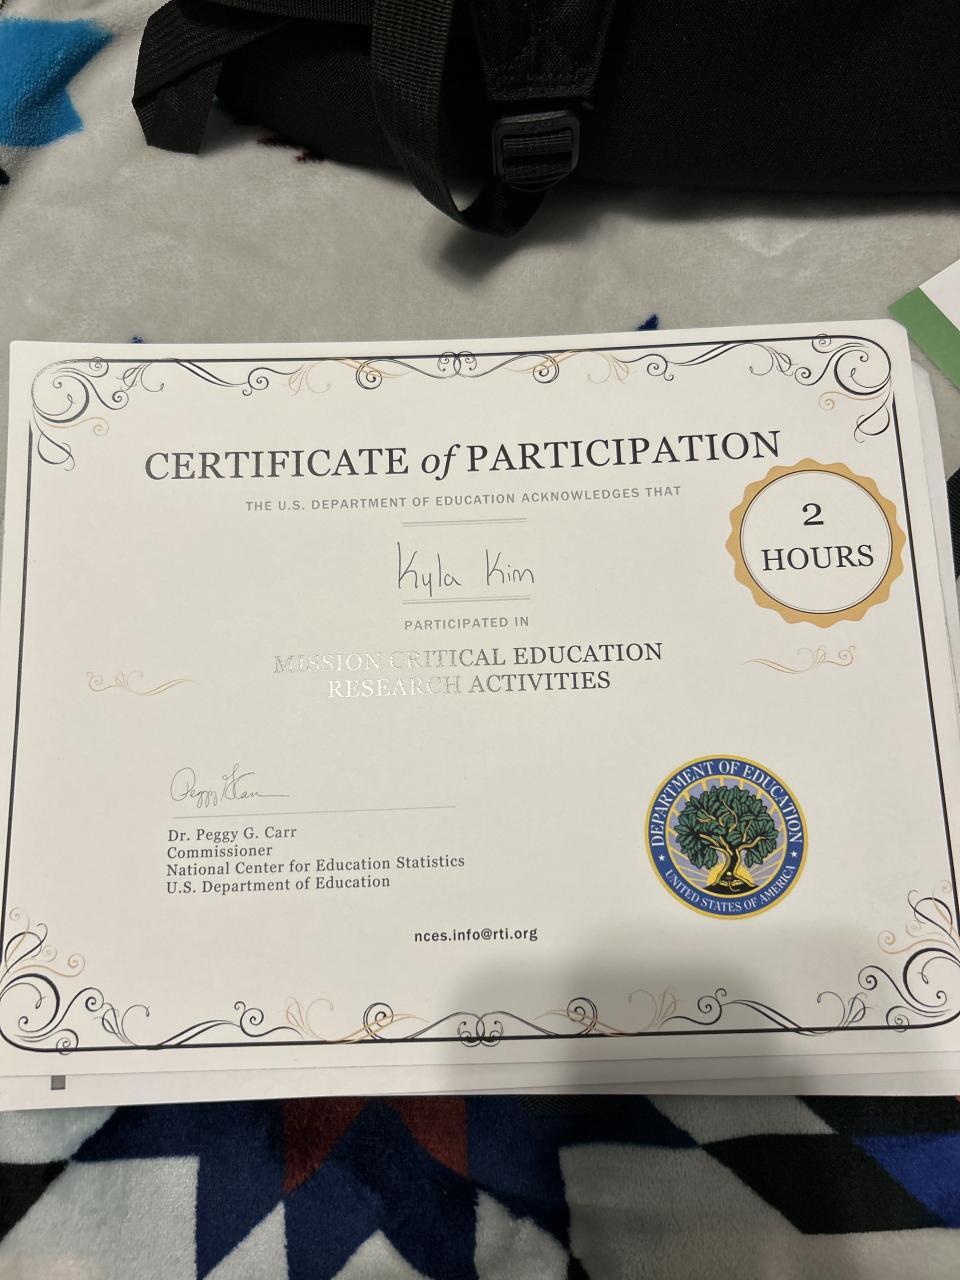 CERTIFICATE of PARTICIPATION
THE U.S. DEPARTMENT OF EDUCATION ACKNOWLEDGES THAT
2
HOURS
Kyla Kim
PARTICIPATED IN
MISSION CRITICAL EDUCATION
RESEARCH ACTIVITIES
Dr. Peggy G. Carr
Commissioner
National Center for Education Statistics
U.S. Department of Education
DEPARTMENT OF EDUCATION
UNITED STATES OF AMERICA
nces.info@rti.org